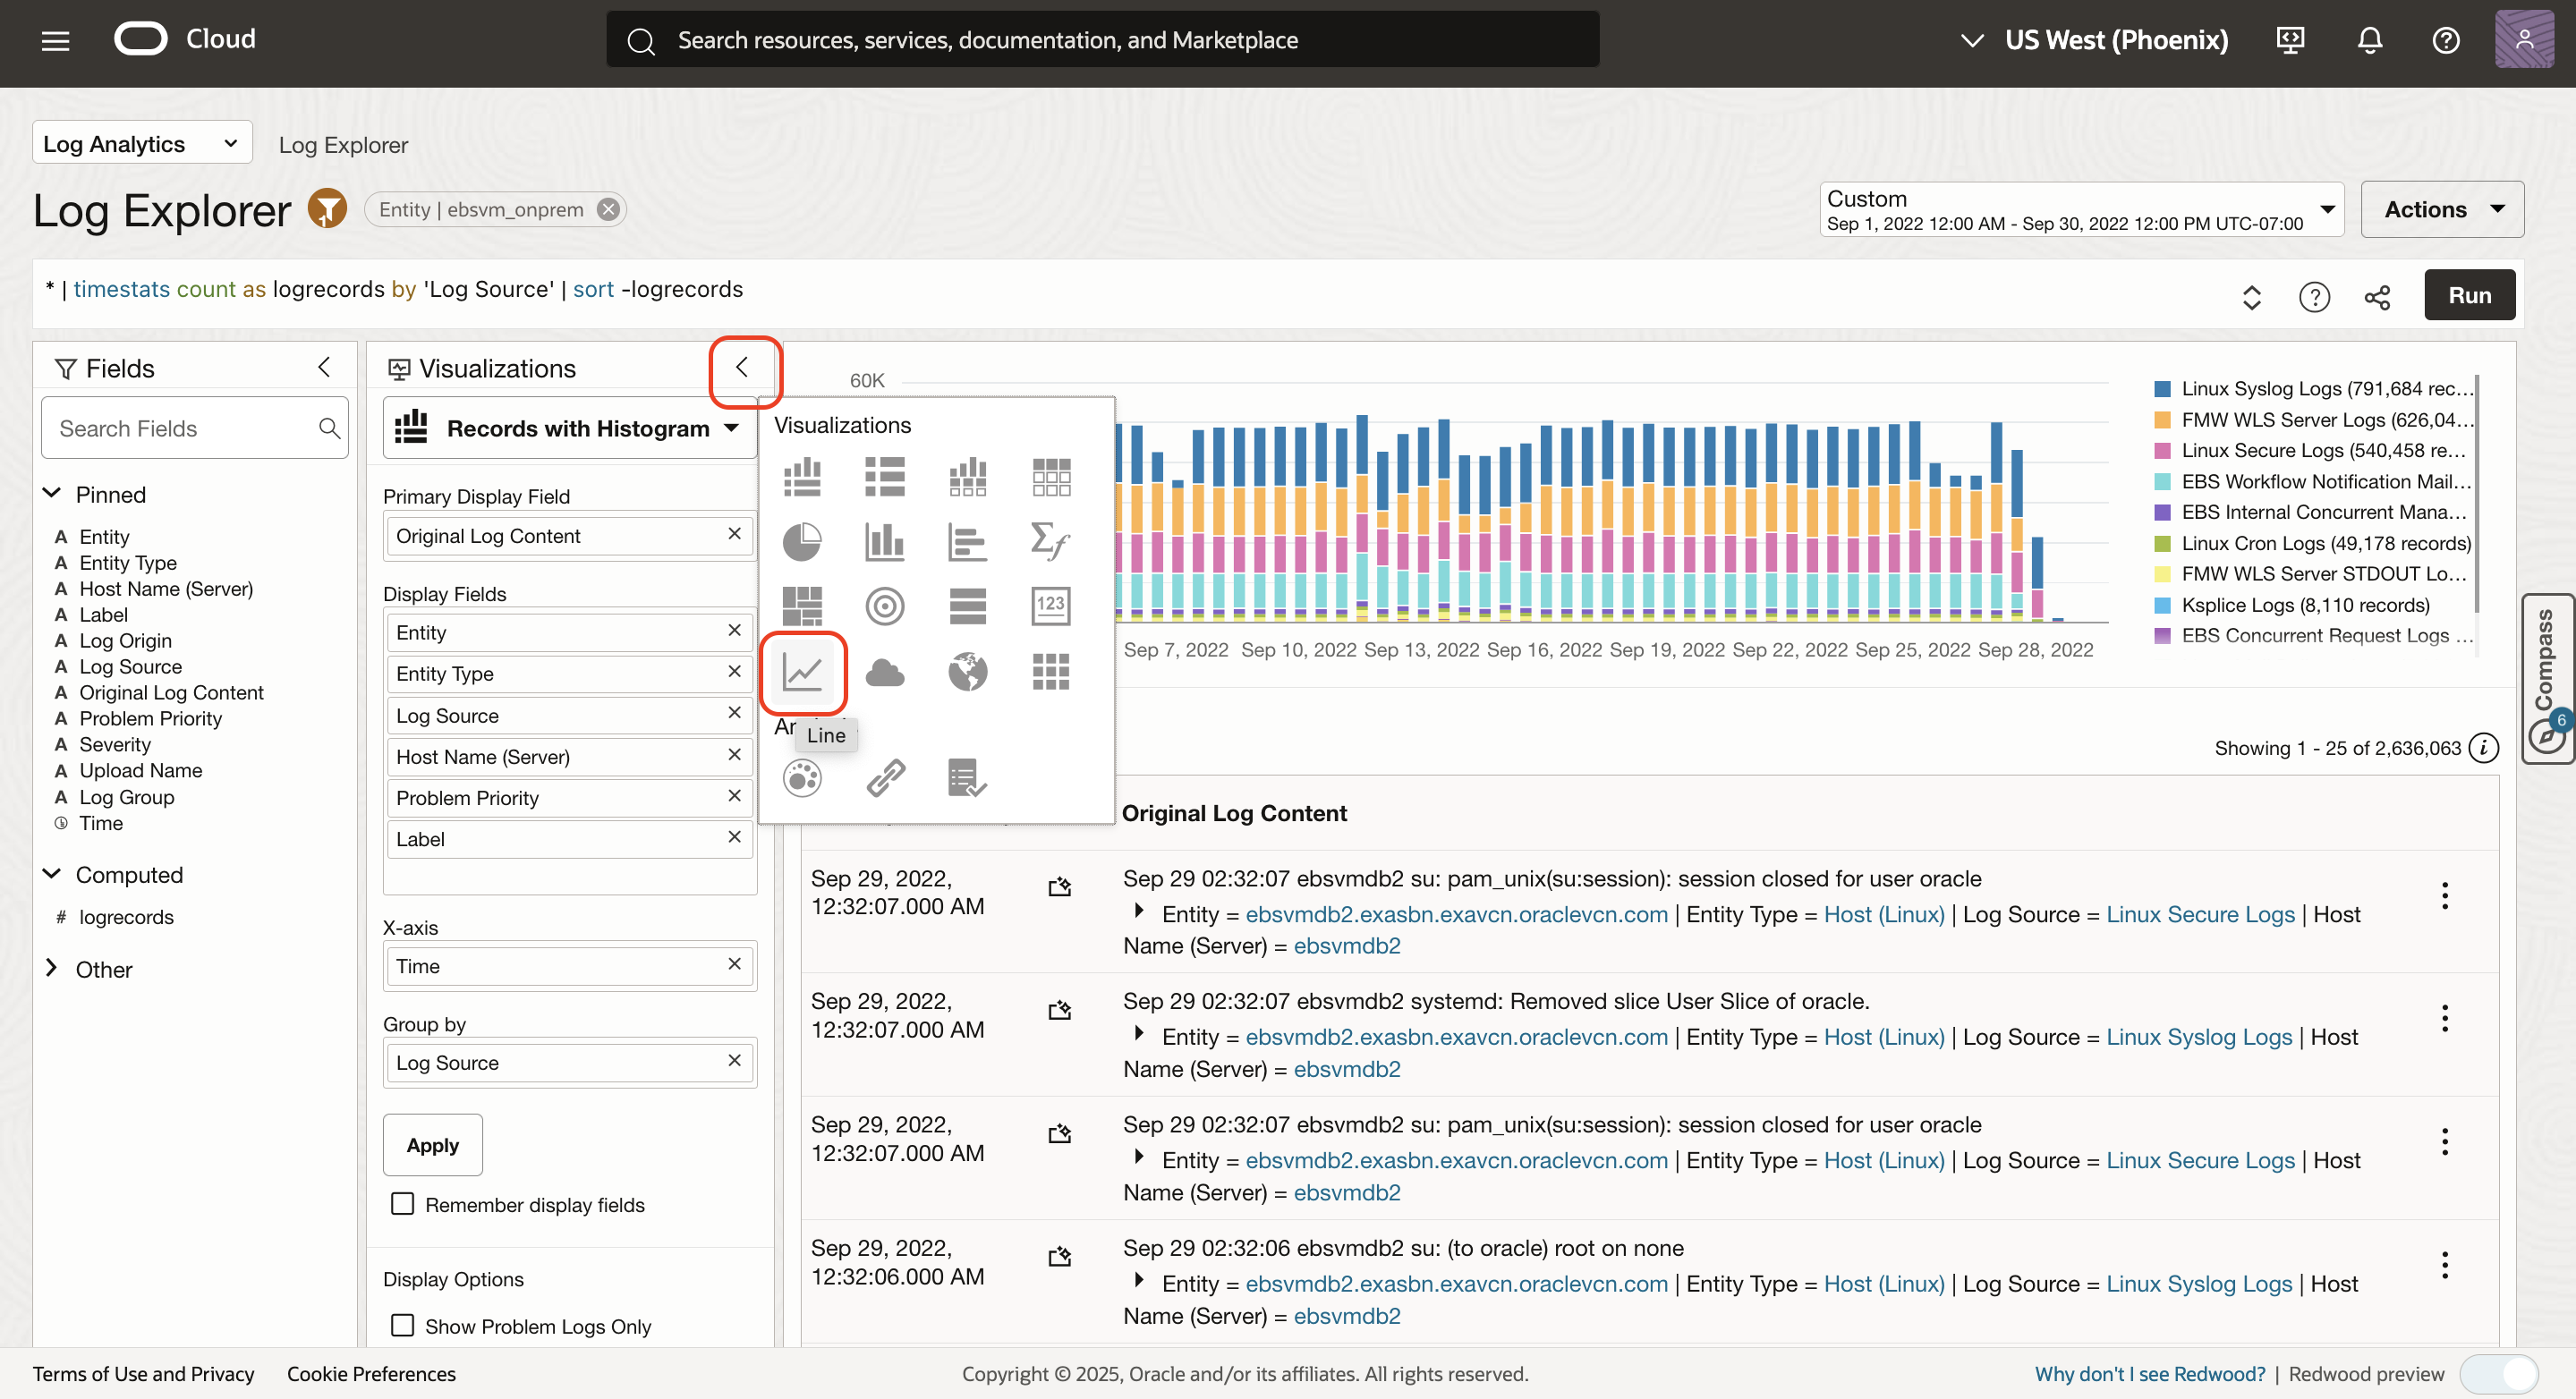 Cloud
Search resources, services, documentation, and Marketplace
US West (Phoenix)
Log Analytics
Log Explorer
Log Explorer
1
Entity | ebsvm_onprem
Custom
Sep 1, 2022 12:00 AM - Sep 30, 2022 12:00 PM UTC-07:00
Actions
* | timestats count as logrecords by 'Log Source' | sort -logrecords
Run
Fields
Search Fields
Pinned
A Entity
A Entity Type
A Host Name (Server)
A Label
A Log Origin
A Log Source
A Original Log Content
A Problem Priority
A Severity
A Upload Name
A Log Group
Time
Computed
# logrecords
Other
Visualizations
Records with Histogram
Primary Display Field
Original Log Content
Display Fields
Entity
Entity Type
Log Source
Host Name (Server)
Problem Priority
Label
X-axis
Time
Group by
Log Source
Apply
Remember display fields
Display Options
Show Problem Logs Only
Visualizations
123
Line
60K
Sep 7, 2022 Sep 10, 2022 Sep 13, 2022 Sep 16, 2022 Sep 19, 2022 Sep 22, 2022 Sep 25, 2022 Sep 28, 2022
Linux Syslog Logs (791,684 rec...
FMW WLS Server Logs (626,04...
Linux Secure Logs (540,458 re...
EBS Workflow Notification Mail...
EBS Internal Concurrent Mana...
Linux Cron Logs (49,178 records)
FMW WLS Server STDOUT Lo...
Ksplice Logs (8,110 records)
EBS Concurrent Request Logs ...
Compass
6
Showing 1 - 25 of 2,636,063
Original Log Content
Sep 29, 2022,
12:32:07.000 AM
Sep 29 02:32:07 ebsvmdb2 su: pam_unix(su:session): session closed for user oracle
Entity = ebsvmdb2.exasbn.exavcn.oraclevcn.com | Entity Type = Host (Linux) | Log Source = Linux Secure Logs | Host
Name (Server) = ebsvmdb2
Sep 29, 2022,
12:32:07.000 AM
Sep 29 02:32:07 ebsvmdb2 systemd: Removed slice User Slice of oracle.
Entity = ebsvmdb2.exasbn.exavcn.oraclevcn.com | Entity Type = Host (Linux) | Log Source = Linux Syslog Logs | Host
Name (Server) = ebsvmdb2
Sep 29, 2022,
12:32:07.000 AM
Sep 29 02:32:07 ebsvmdb2 su: pam_unix(su:session): session closed for user oracle
Entity = ebsvmdb2.exasbn.exavcn.oraclevcn.com | Entity Type = Host (Linux) | Log Source = Linux Secure Logs | Host
Name (Server) = ebsvmdb2
Sep 29, 2022,
12:32:06.000 AM
Sep 29 02:32:06 ebsvmdb2 su: (to oracle) root on none
Entity = ebsvmdb2.exasbn.exavcn.oraclevcn.com | Entity Type = Host (Linux) | Log Source = Linux Syslog Logs | Host
Name (Server) = ebsvmdb2
Terms of Use and Privacy
Cookie Preferences
Copyright © 2025, Oracle and/or its affiliates. All rights reserved.
Why don't I see Redwood? | Redwood preview